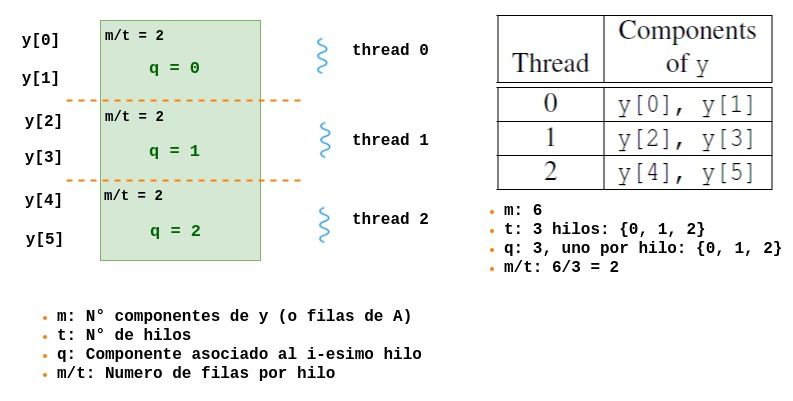 y[0]
y[1]
y[2]
y[3]
y[4]
y[5]
m/t = 2
q = 0
m/t = 2
q = 1
m/t = 2
q = 2
thread 0
thread 1
thread 2
Thread Components of y
0 y[0], y[1]
1 y[2], y[3]
2 y[4], y[5]
• m: 6
• t: 3 hilos: {0, 1, 2}
• q: 3, uno por hilo: {0, 1, 2}
• m/t: 6/3 = 2
• m: N° componentes de y (o filas de A)
• t: N° de hilos
• q: Componente asociado al i-esimo hilo
• m/t: Numero de filas por hilo